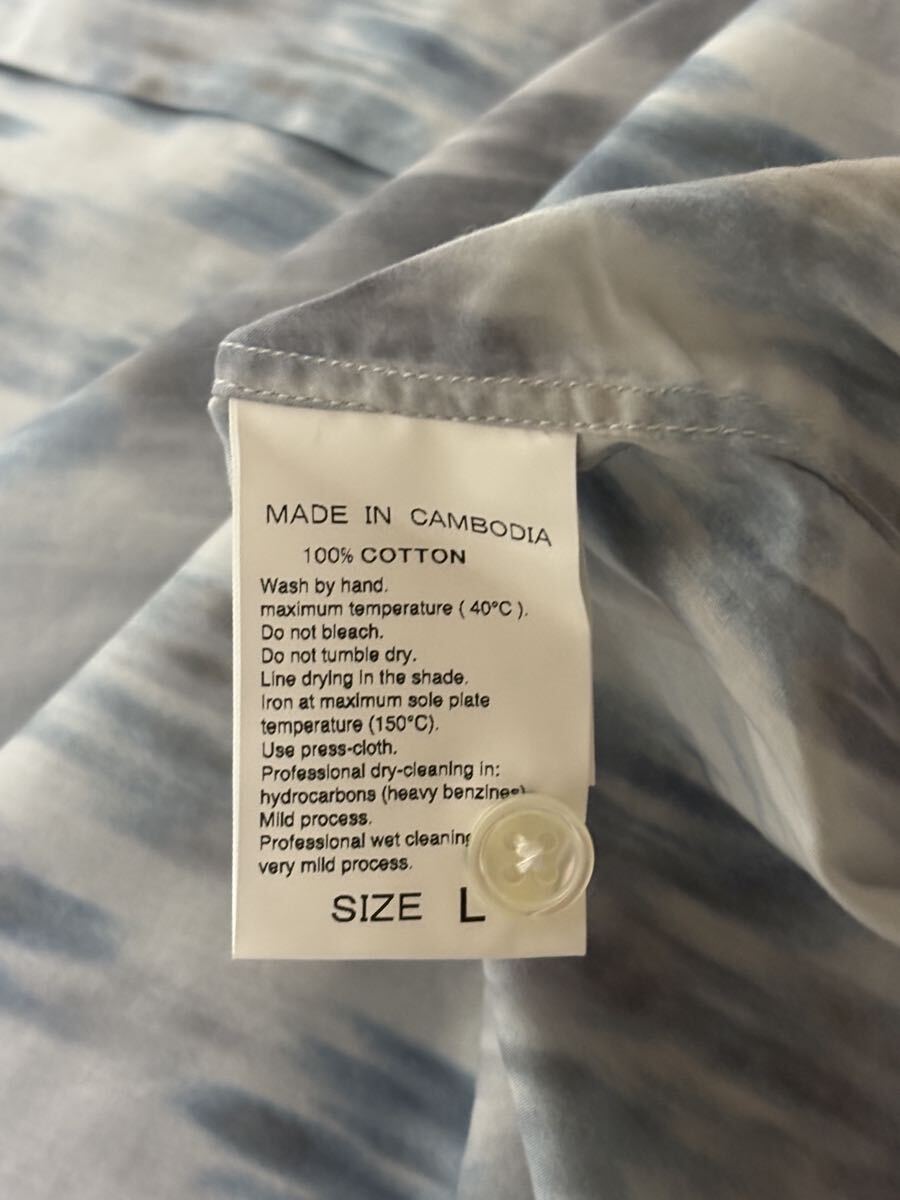 MADE IN CAMBODIA
100% COTTON
Wash by hand.
maximum temperature ( 40°C ).
Do not bleach.
Do not tumble dry.
Line drying in the shade.
Iron at maximum sole plate
temperature (150°C).
Use press-cloth.
Professional dry-cleaning in:
hydrocarbons (heavy benzines)
Mild process.
Professional wet cleaning
very mild process.
SIZE L